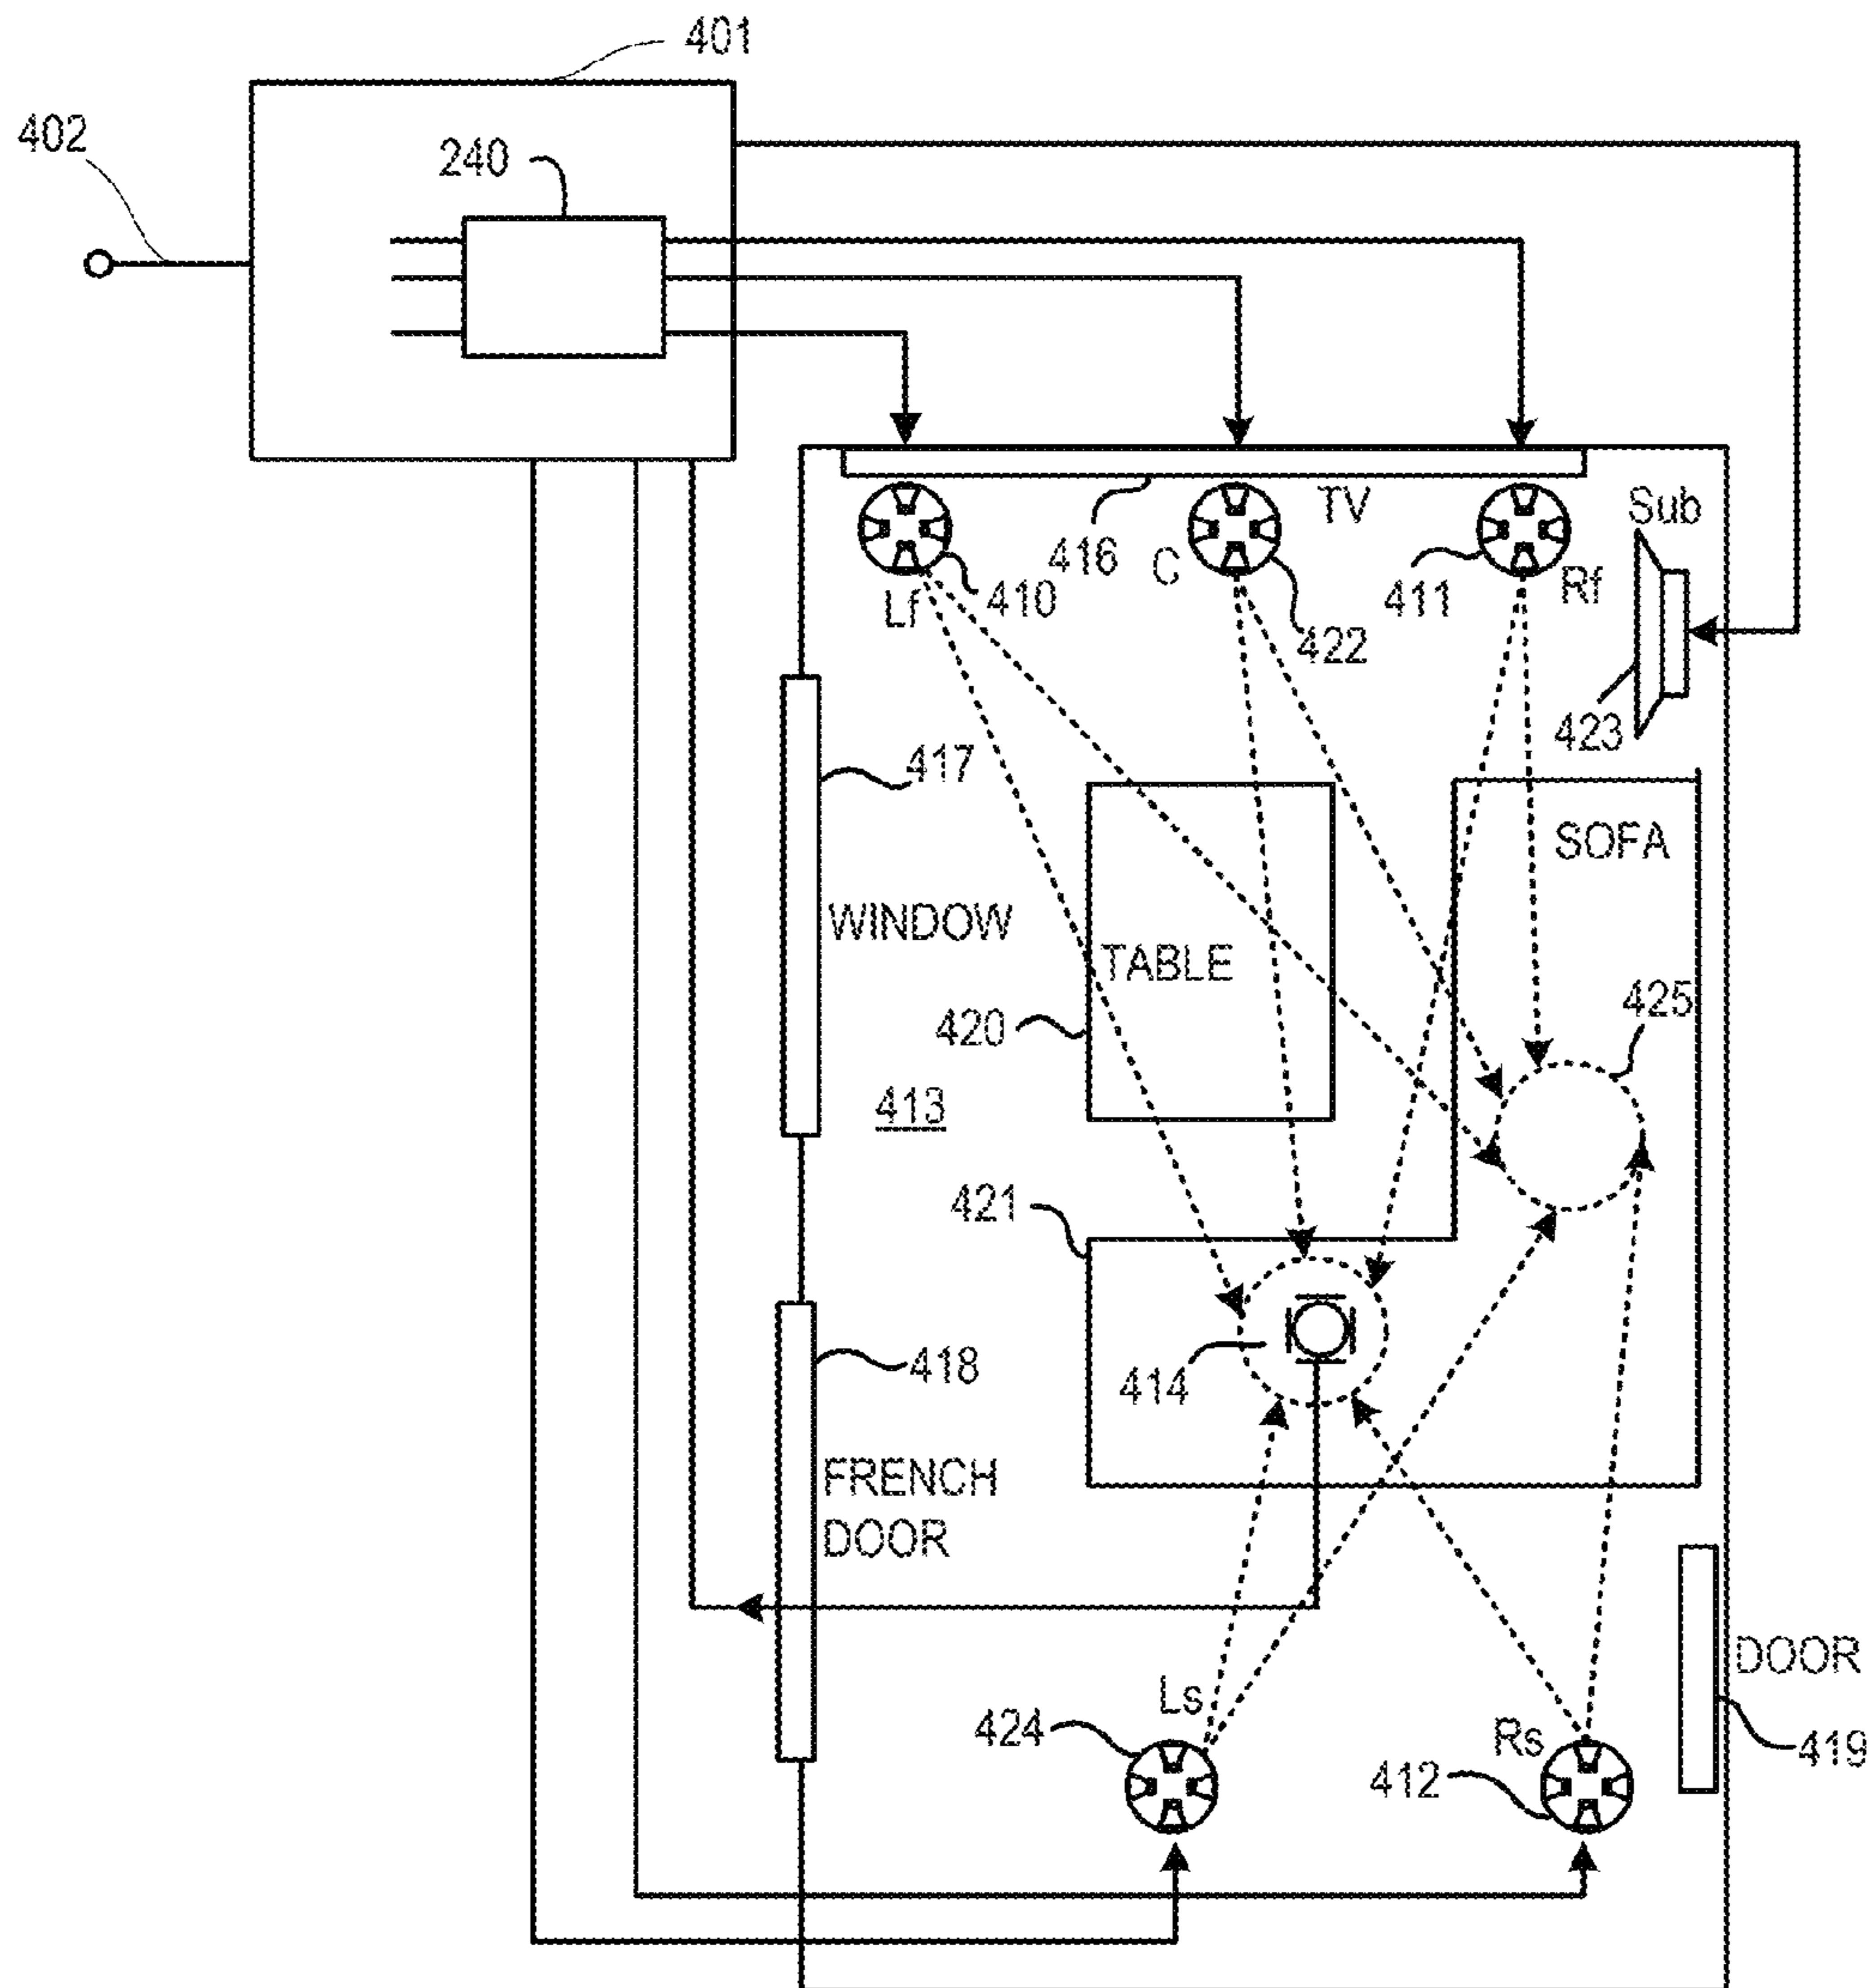 401
402
240
TV
Sub
416
C
410
411
Rf
Lf
422
423
417
SOFA
WINDOW
TABLE
425
420
413
421
418
414
FRENCH
DOOR
DOOR
Ls
424
Rs
419
412